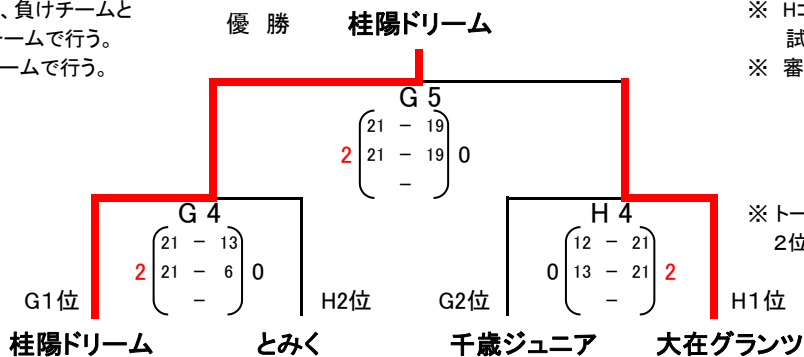 、負けチームと
チームで行う。
ームで行う。
優 勝 桂陽ドリーム
※ Hコ
試
※ 審
G 5
21 － 19
2 21 － 19 0
－
※ トー
2位
G 4
21 － 13
2 21 － 6 0
－
H 4
12 － 21
0 13 － 21 2
－
G1位 H2位 G2位 H1位
桂陽ドリーム とみく 千歳ジュニア 大在グランツ